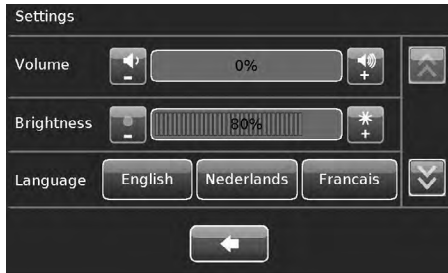 Settings
Volume - 0% +
Brightness - 80% +
Language English Nederlands Francais